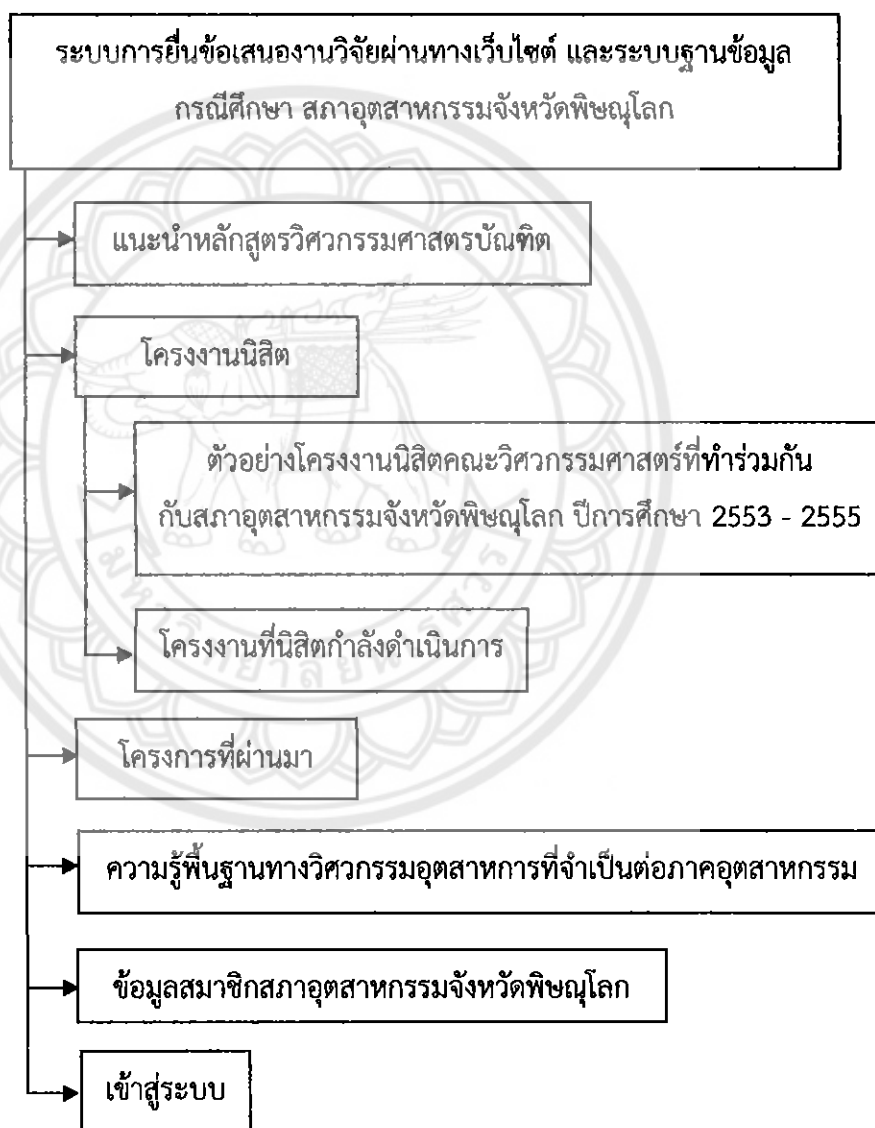 ระบบการยื่นข้อเสนองานวิจัยผ่านทางเว็บไซต์ และระบบฐานข้อมูล
กรณีศึกษา สภาอุตสาหกรรมจังหวัดพิษณุโลก
แนะนำหลักสูตรวิศวกรรมศาสตรบัณฑิต
โครงงานนิสิต
ตัวอย่างโครงงานนิสิตคณะวิศวกรรมศาสตร์ที่ทำร่วมกัน
กับสภาอุตสาหกรรมจังหวัดพิษณุโลก ปีการศึกษา 2553 - 2555
โครงงานที่นิสิตกำลังดำเนินการ
มหาวิทยาลัยนเรศวร
โครงการที่ผ่านมา
ความรู้พื้นฐานทางวิศวกรรมอุตสาหการที่จำเป็นต่อภาคอุตสาหกรรม
ข้อมูลสมาชิกสภาอุตสาหกรรมจังหวัดพิษณุโลก
เข้าสู่ระบบ